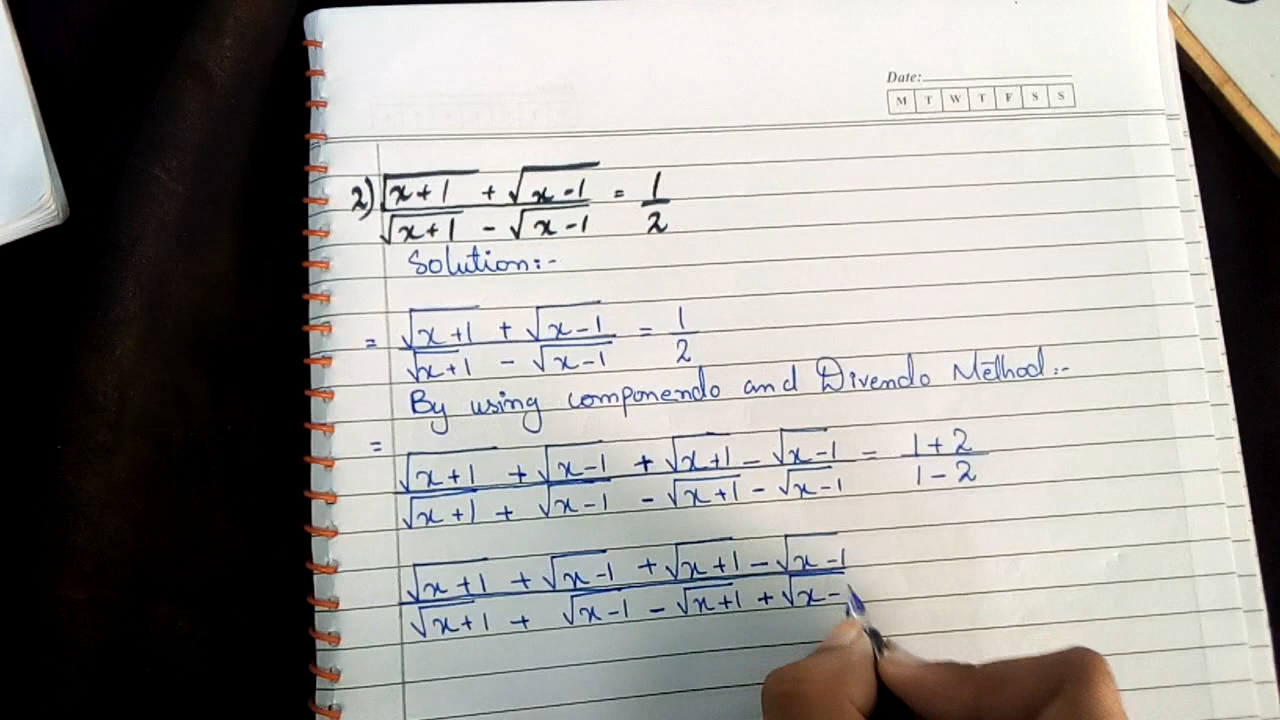 Date:
M T W T F S S
2) √x+1 + √x-1 / √x+1 - √x-1 = 1/2
Solution:-
= √x+1 + √x-1 / √x+1 - √x-1 = 1/2
By using componendo and Divendo Method:-
= √x+1 + √x-1 + √x+1 - √x-1 / √x+1 + √x-1 - √x+1 - √x-1 = 1+2 / 1-2
√x+1 + √x-1 + √x+1 - √x-1 / √x+1 + √x-1 - √x+1 + √x-